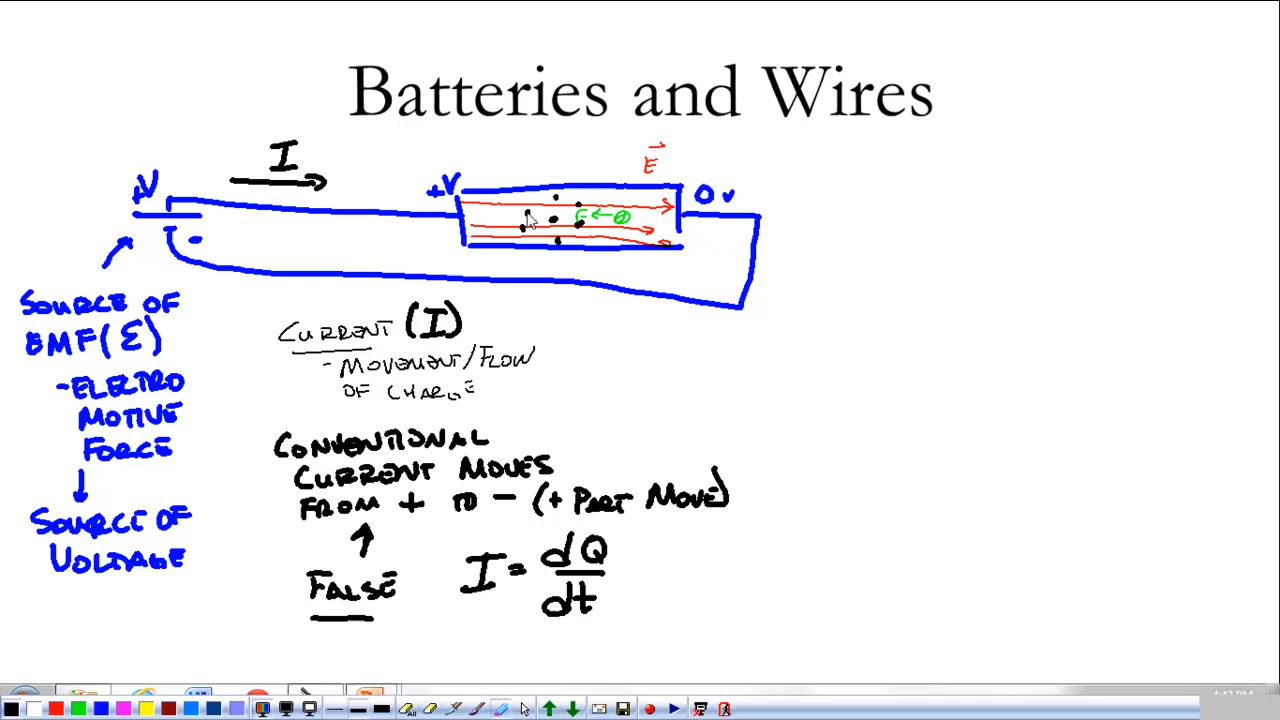 Batteries and Wires
I
E
+V
+V
0 V
F ← ⊖
-
SOURCE OF
EMF(Ɛ)
- ELECTRO
MOTIVE
FORCE
SOURCE OF
VOLTAGE
CURRENT (I)
- MOVEMENT/FLOW
OF CHARGE
CONVENTIONAL
CURRENT MOVES
FROM + TO - (+ PART MOVE)
FALSE
I = dQ
dt